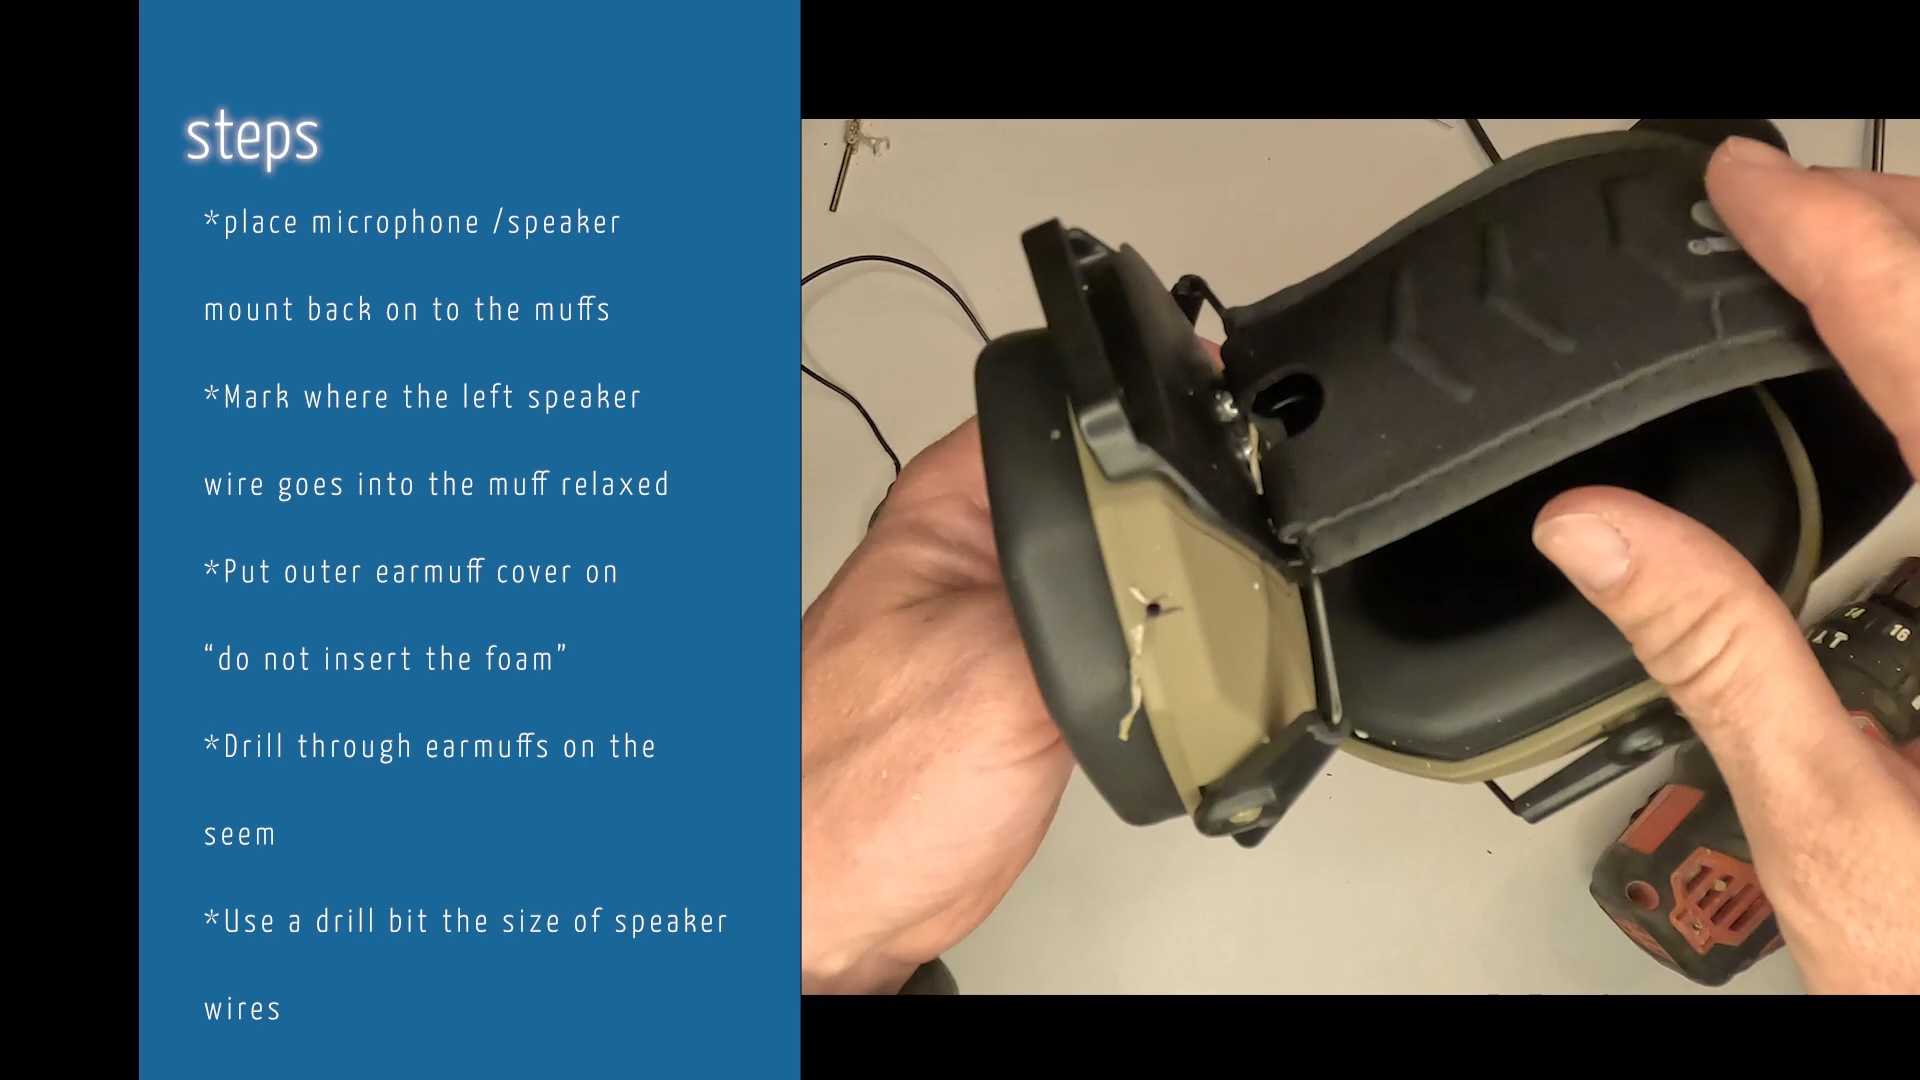 steps
*place microphone /speaker
mount back on to the muffs
*Mark where the left speaker
wire goes into the muff relaxed
*Put outer earmuff cover on
“do not insert the foam”
*Drill through earmuffs on the
seem
*Use a drill bit the size of speaker
wires
14
16